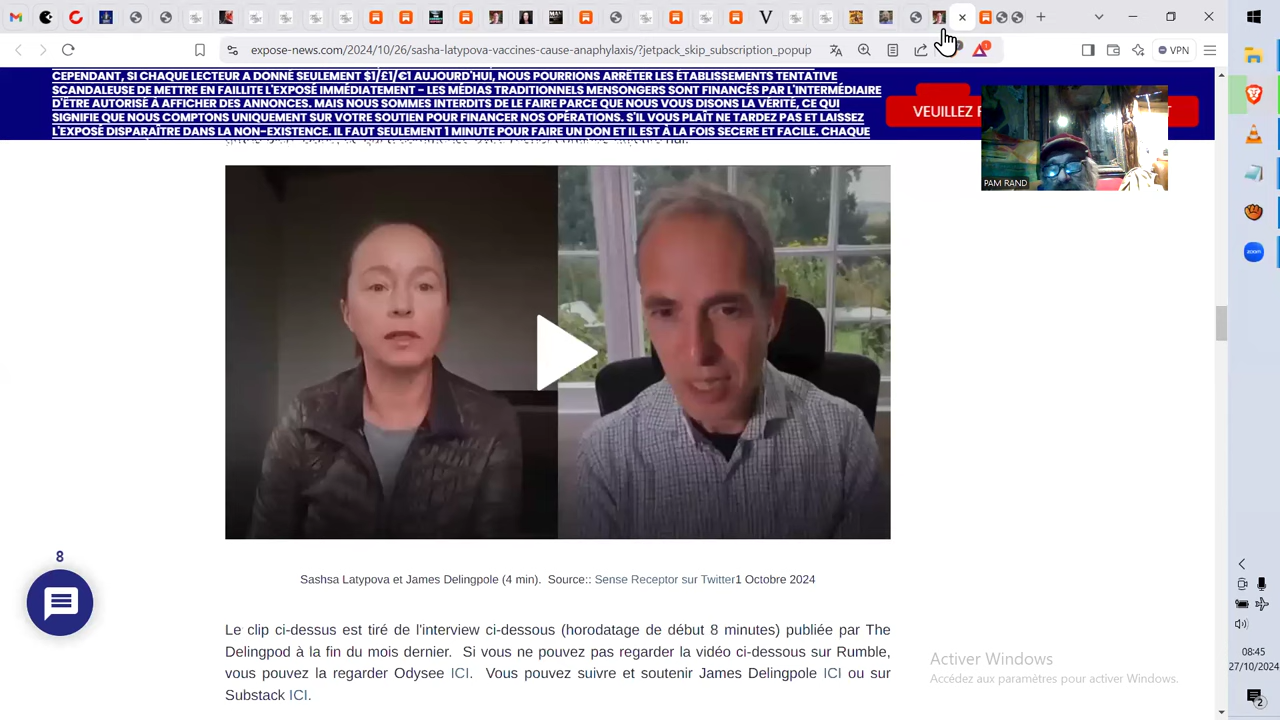 expose-news.com/2024/10/26/sasha-latypova-vaccines-cause-anaphylaxis/?jetpack_skip_subscription_popup
VPN
CEPENDANT, SI CHAQUE LECTEUR A DONNÉ SEULEMENT $1/£1/€1 AUJOURD'HUI, NOUS POURRIONS ARRÊTER LES ÉTABLISSEMENTS TENTATIVE
SCANDALEUSE DE METTRE EN FAILLITE L'EXPOSÉ IMMÉDIATEMENT - LES MÉDIAS TRADITIONNELS MENSONGERS SONT FINANCÉS PAR L'INTERMÉDIAIRE
D'ÊTRE AUTORISÉ À AFFICHER DES ANNONCES. MAIS NOUS SOMMES INTERDITS DE LE FAIRE PARCE QUE NOUS VOUS DISONS LA VÉRITÉ, CE QUI
SIGNIFIE QUE NOUS COMPTONS UNIQUEMENT SUR VOTRE SOUTIEN POUR FINANCER NOS OPÉRATIONS. S'IL VOUS PLAÎT NE TARDEZ PAS ET LAISSEZ
L'EXPOSÉ DISPARAÎTRE DANS LA NON-EXISTENCE. IL FAUT SEULEMENT 1 MINUTE POUR FAIRE UN DON ET IL EST À LA FOIS SECERE ET FACILE. CHAQUE
VEUILLEZ
PAM RAND
Sashsa Latypova et James Delingpole (4 min). Source:: Sense Receptor sur Twitter1 Octobre 2024
8
Le clip ci-dessus est tiré de l'interview ci-dessous (horodatage de début 8 minutes) publiée par The
Delingpod à la fin du mois dernier. Si vous ne pouvez pas regarder la vidéo ci-dessous sur Rumble,
vous pouvez la regarder Odysee ICI. Vous pouvez suivre et soutenir James Delingpole ICI ou sur
Substack ICI.
Activer Windows
Accédez aux paramètres pour activer Windows.
zoom
08:45
27/10/2024
2